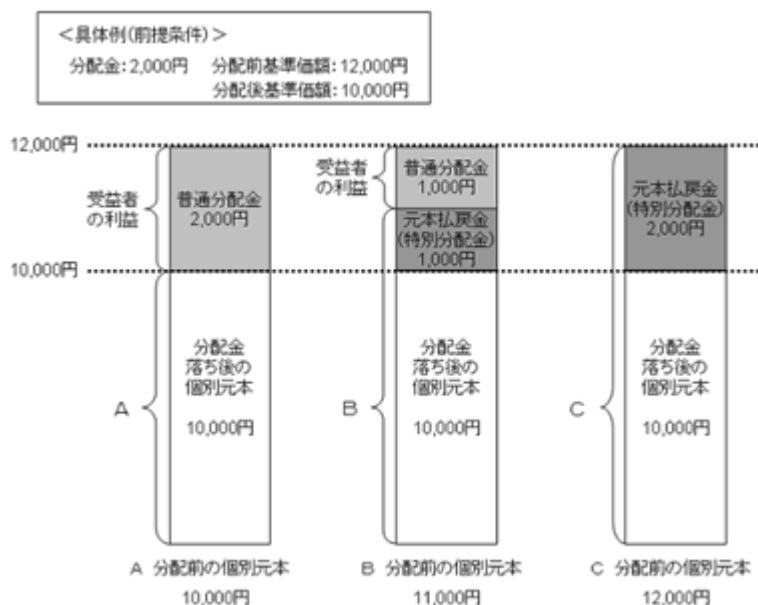 ＜具体例(前提条件)＞
分配金：2,000円　分配前基準価額：12,000円
分配後基準価額：10,000円
12,000円
受益者
の利益
普通分配金
2,000円
10,000円
A
分配金
落ち後の
個別元本
10,000円
A 分配前の個別元本
10,000円
受益者
の利益
普通分配金
1,000円
元本払戻金
(特別分配金)
1,000円
B
分配金
落ち後の
個別元本
10,000円
B 分配前の個別元本
11,000円
元本払戻金
(特別分配金)
2,000円
C
分配金
落ち後の
個別元本
10,000円
C 分配前の個別元本
12,000円